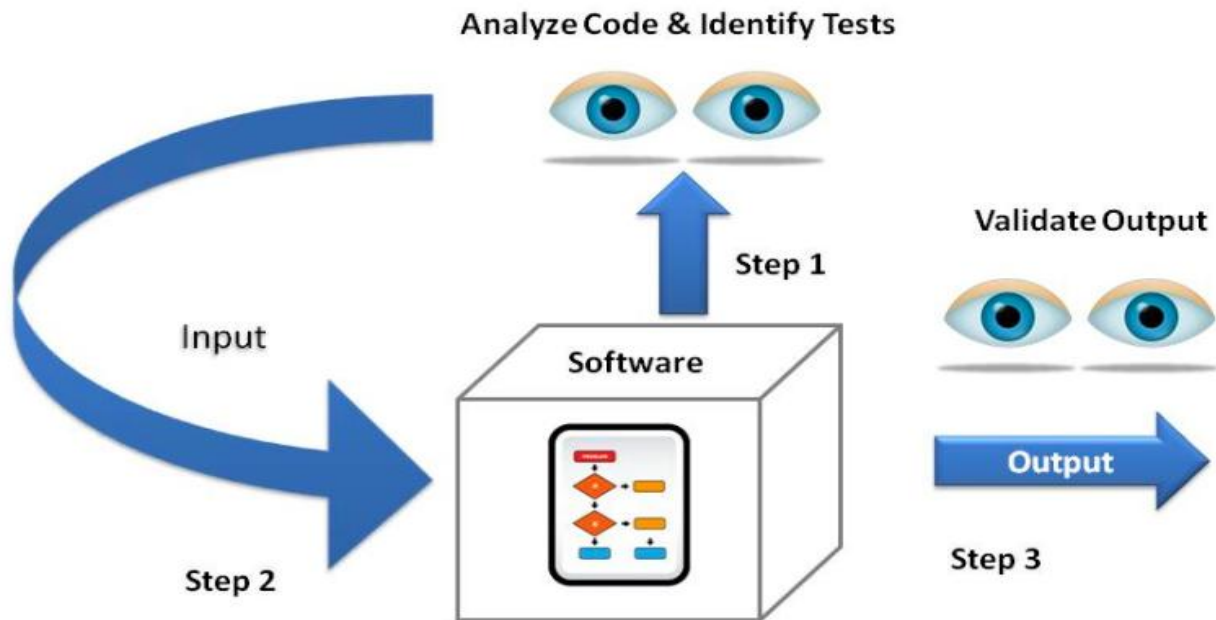 Analyze Code & Identify Tests
Step 1
Validate Output
Input
Software
Output
Step 2
Step 3